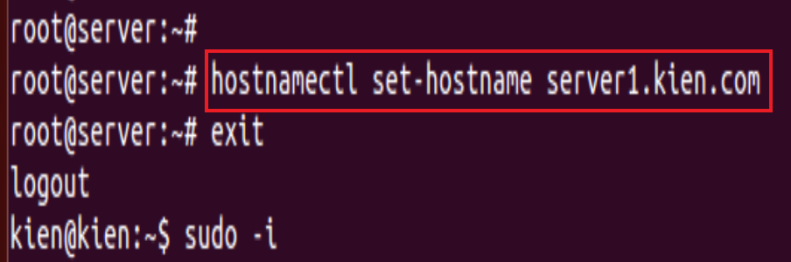 root@server:~#
root@server:~# hostnamectl set-hostname server1.kien.com
root@server:~# exit
logout
kien@kien:~$ sudo -i